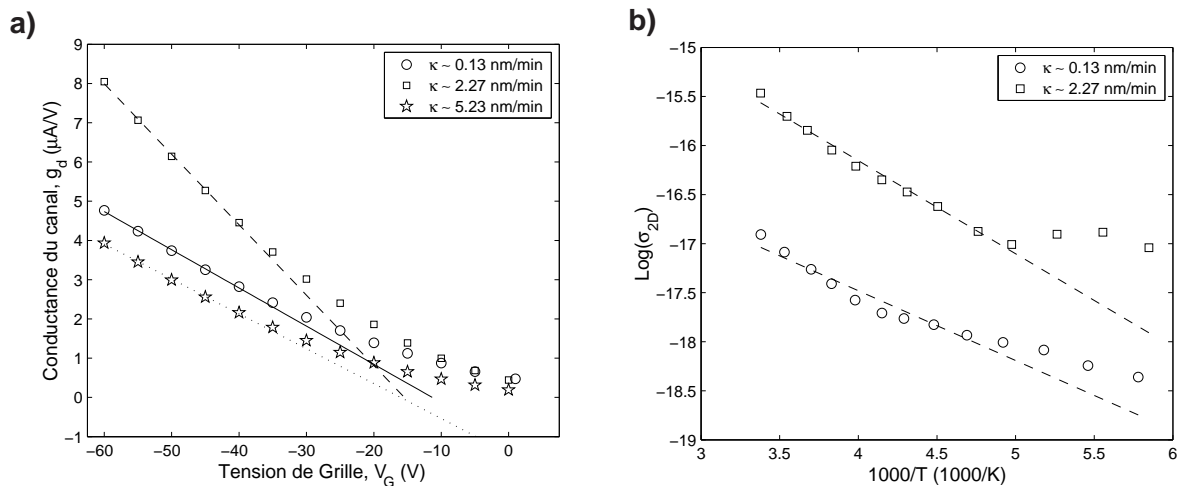 a)
9
8
7
6
5
4
3
2
1
0
−1
Conductance du canal, g_d (μA/V)
κ ~ 0.13 nm/min
κ ~ 2.27 nm/min
κ ~ 5.23 nm/min
−60 −50 −40 −30 −20 −10 0
Tension de Grille, V_G (V)
b)
−15
−15.5
−16
−16.5
−17
−17.5
−18
−18.5
−19
Log(σ_2D)
κ ~ 0.13 nm/min
κ ~ 2.27 nm/min
3 3.5 4 4.5 5 5.5 6
1000/T (1000/K)